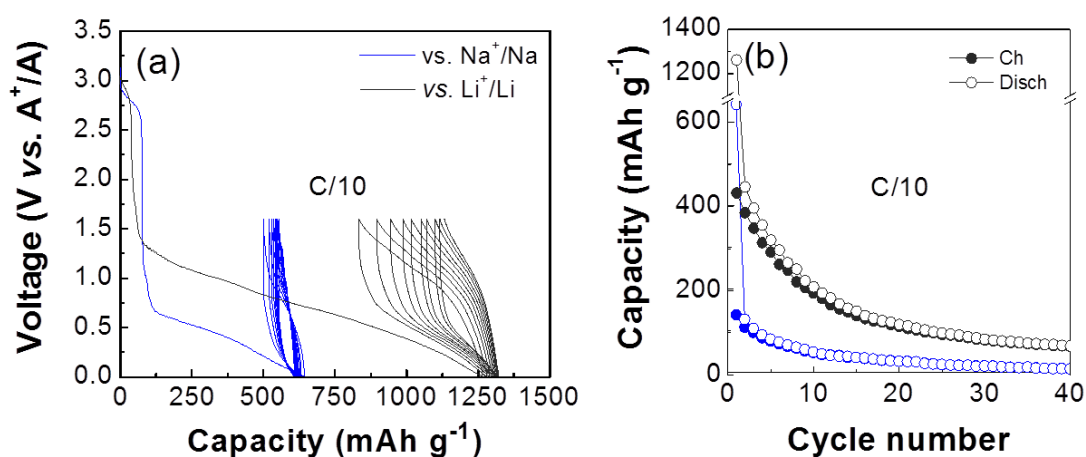 (a)
vs. Na⁺/Na
vs. Li⁺/Li
C/10
3.5
3.0
2.5
2.0
1.5
1.0
0.5
0.0
0 250 500 750 1000 1250 1500
Voltage (V vs. A⁺/A)
Capacity (mAh g⁻¹)
(b)
Ch
Disch
C/10
1400
1200
600
400
200
0
0 10 20 30 40
Capacity (mAh g⁻¹)
Cycle number